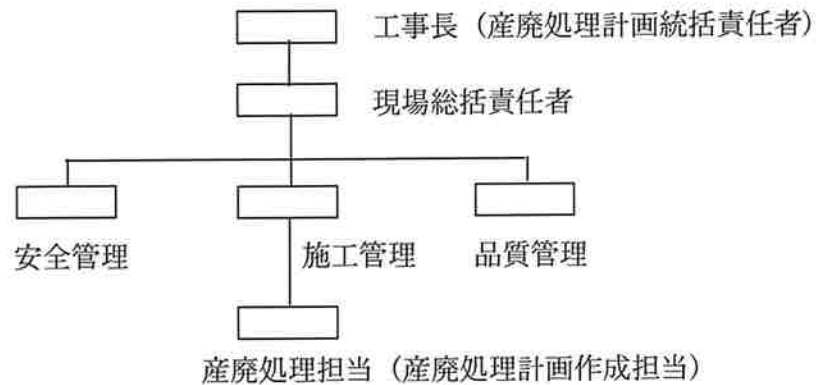 工事長（産廃処理計画統括責任者）
現場総括責任者
安全管理
施工管理
品質管理
産廃処理担当（産廃処理計画作成担当）